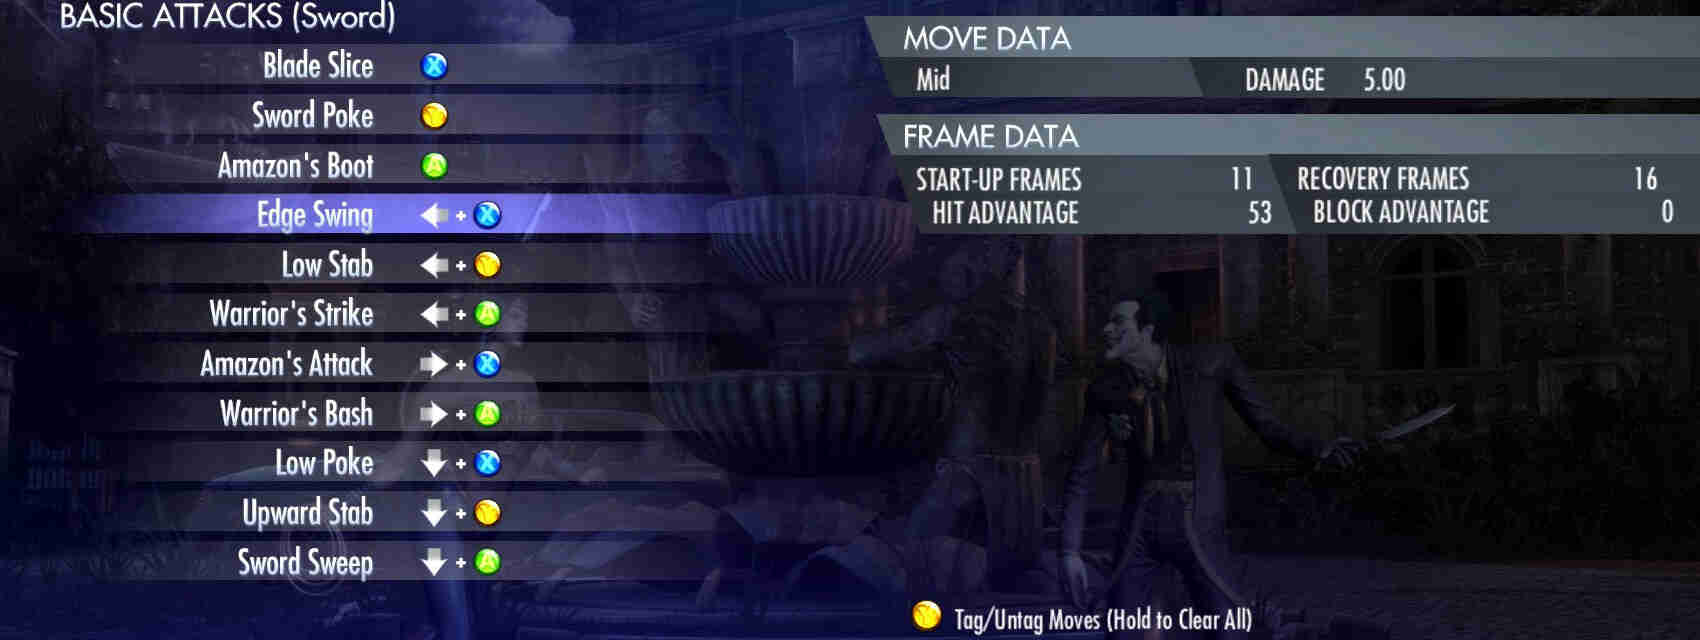 BASIC ATTACKS (Sword)
Blade Slice X
Sword Poke Y
Amazon's Boot A
Edge Swing + X
Low Stab + Y
Warrior's Strike + A
Amazon's Attack + X
Warrior's Bash + A
Low Poke + X
Upward Stab + Y
Sword Sweep + A
MOVE DATA
Mid DAMAGE 5.00
FRAME DATA
START-UP FRAMES 11 RECOVERY FRAMES 16
HIT ADVANTAGE 53 BLOCK ADVANTAGE 0
Y Tag/Untag Moves (Hold to Clear All)